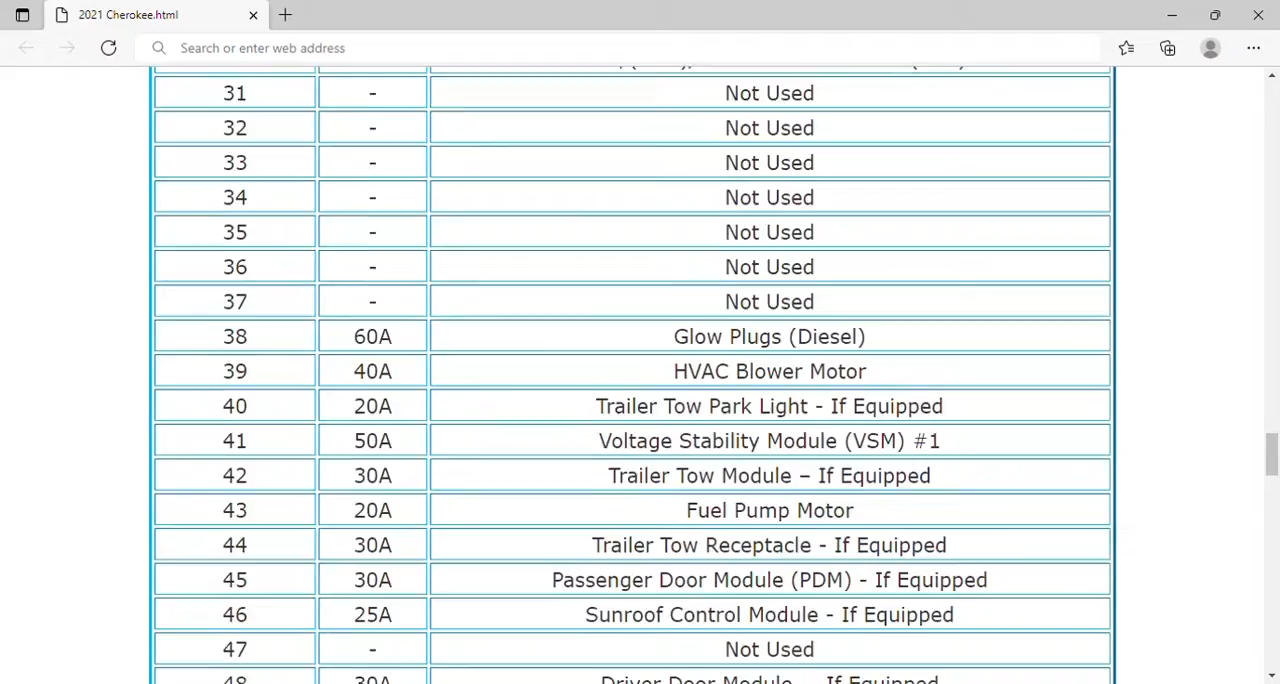 2021 Cherokee.html
Search or enter web address
31 - Not Used
32 - Not Used
33 - Not Used
34 - Not Used
35 - Not Used
36 - Not Used
37 - Not Used
38 60A Glow Plugs (Diesel)
39 40A HVAC Blower Motor
40 20A Trailer Tow Park Light - If Equipped
41 50A Voltage Stability Module (VSM) #1
42 30A Trailer Tow Module – If Equipped
43 20A Fuel Pump Motor
44 30A Trailer Tow Receptacle - If Equipped
45 30A Passenger Door Module (PDM) - If Equipped
46 25A Sunroof Control Module - If Equipped
47 - Not Used
48 30A Driver Door Module – If Equipped